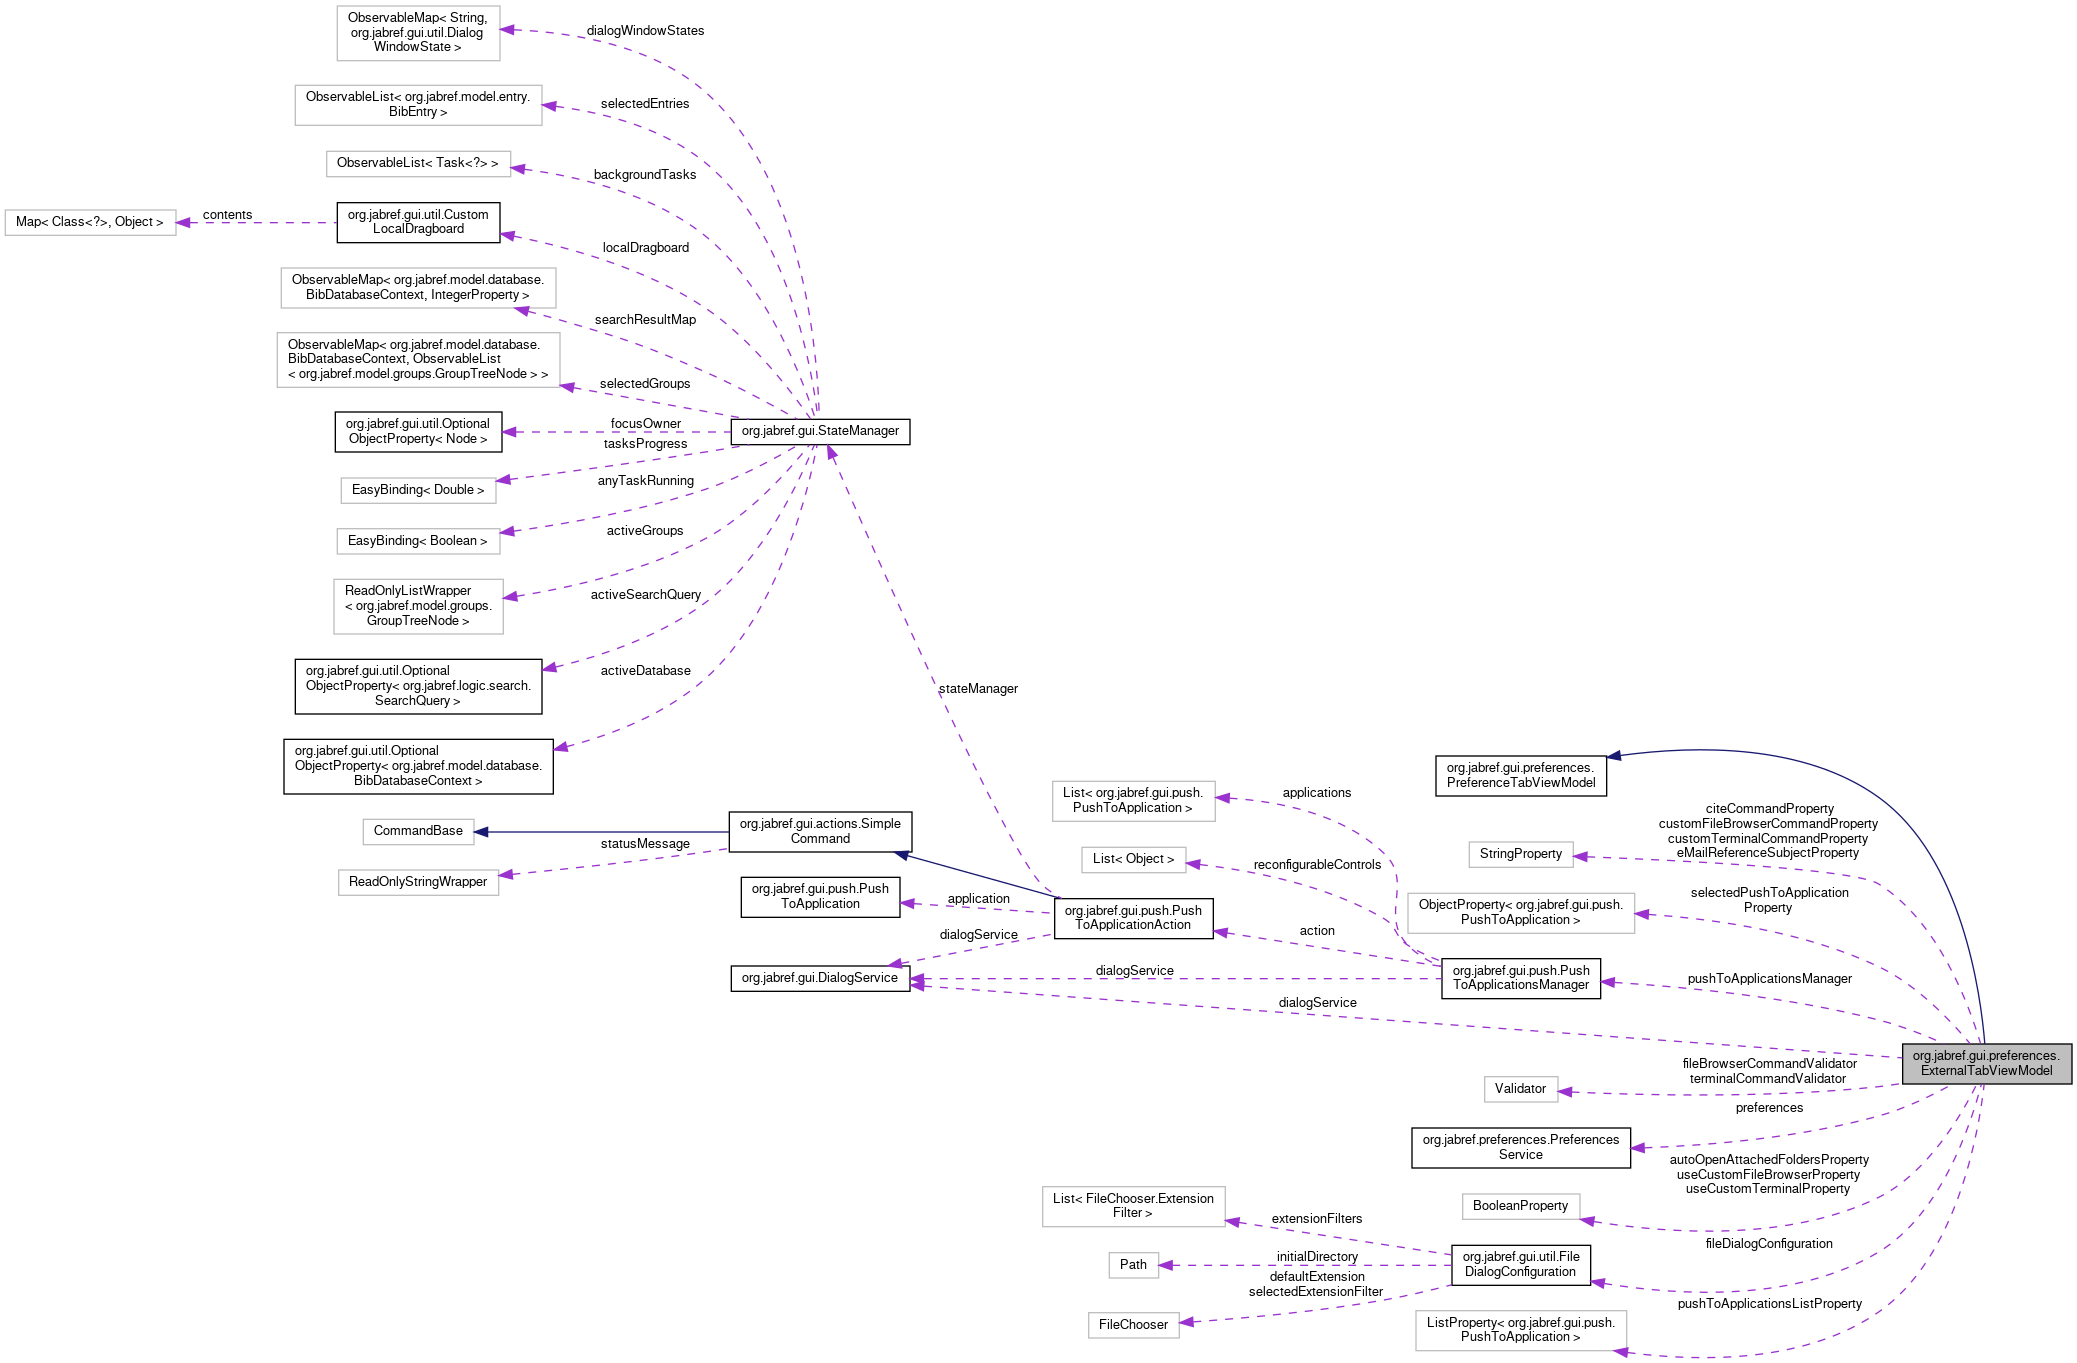 ObservableMap< String,
org.jabref.gui.util.Dialog
WindowState >
dialogWindowStates
ObservableList< org.jabref.model.entry.
BibEntry >
selectedEntries
ObservableList< Task<?> >
backgroundTasks
Map< Class<?>, Object >
contents
org.jabref.gui.util.Custom
LocalDragboard
localDragboard
ObservableMap< org.jabref.model.database.
BibDatabaseContext, IntegerProperty >
searchResultMap
ObservableMap< org.jabref.model.database.
BibDatabaseContext, ObservableList
< org.jabref.model.groups.GroupTreeNode > >
selectedGroups
org.jabref.gui.util.Optional
ObjectProperty< Node >
focusOwner
org.jabref.gui.StateManager
tasksProgress
EasyBinding< Double >
anyTaskRunning
EasyBinding< Boolean >
activeGroups
ReadOnlyListWrapper
< org.jabref.model.groups.
GroupTreeNode >
activeSearchQuery
org.jabref.gui.util.Optional
ObjectProperty< org.jabref.logic.search.
SearchQuery >
activeDatabase
org.jabref.gui.util.Optional
ObjectProperty< org.jabref.model.database.
BibDatabaseContext >
stateManager
CommandBase
org.jabref.gui.actions.Simple
Command
statusMessage
ReadOnlyStringWrapper
org.jabref.gui.push.Push
ToApplication
application
org.jabref.gui.push.Push
ToApplicationAction
dialogService
org.jabref.gui.DialogService
List< org.jabref.gui.push.
PushToApplication >
applications
List< Object >
reconfigurableControls
action
dialogService
org.jabref.gui.push.Push
ToApplicationsManager
dialogService
org.jabref.gui.preferences.
PreferenceTabViewModel
citeCommandProperty
customFileBrowserCommandProperty
customTerminalCommandProperty
eMailReferenceSubjectProperty
StringProperty
selectedPushToApplication
Property
ObjectProperty< org.jabref.gui.push.
PushToApplication >
pushToApplicationsManager
org.jabref.gui.preferences.
ExternalTabViewModel
fileBrowserCommandValidator
terminalCommandValidator
Validator
preferences
org.jabref.preferences.Preferences
Service
autoOpenAttachedFoldersProperty
useCustomFileBrowserProperty
useCustomTerminalProperty
BooleanProperty
fileDialogConfiguration
List< FileChooser.Extension
Filter >
extensionFilters
org.jabref.gui.util.File
DialogConfiguration
Path
initialDirectory
defaultExtension
selectedExtensionFilter
FileChooser
pushToApplicationsListProperty
ListProperty< org.jabref.gui.push.
PushToApplication >